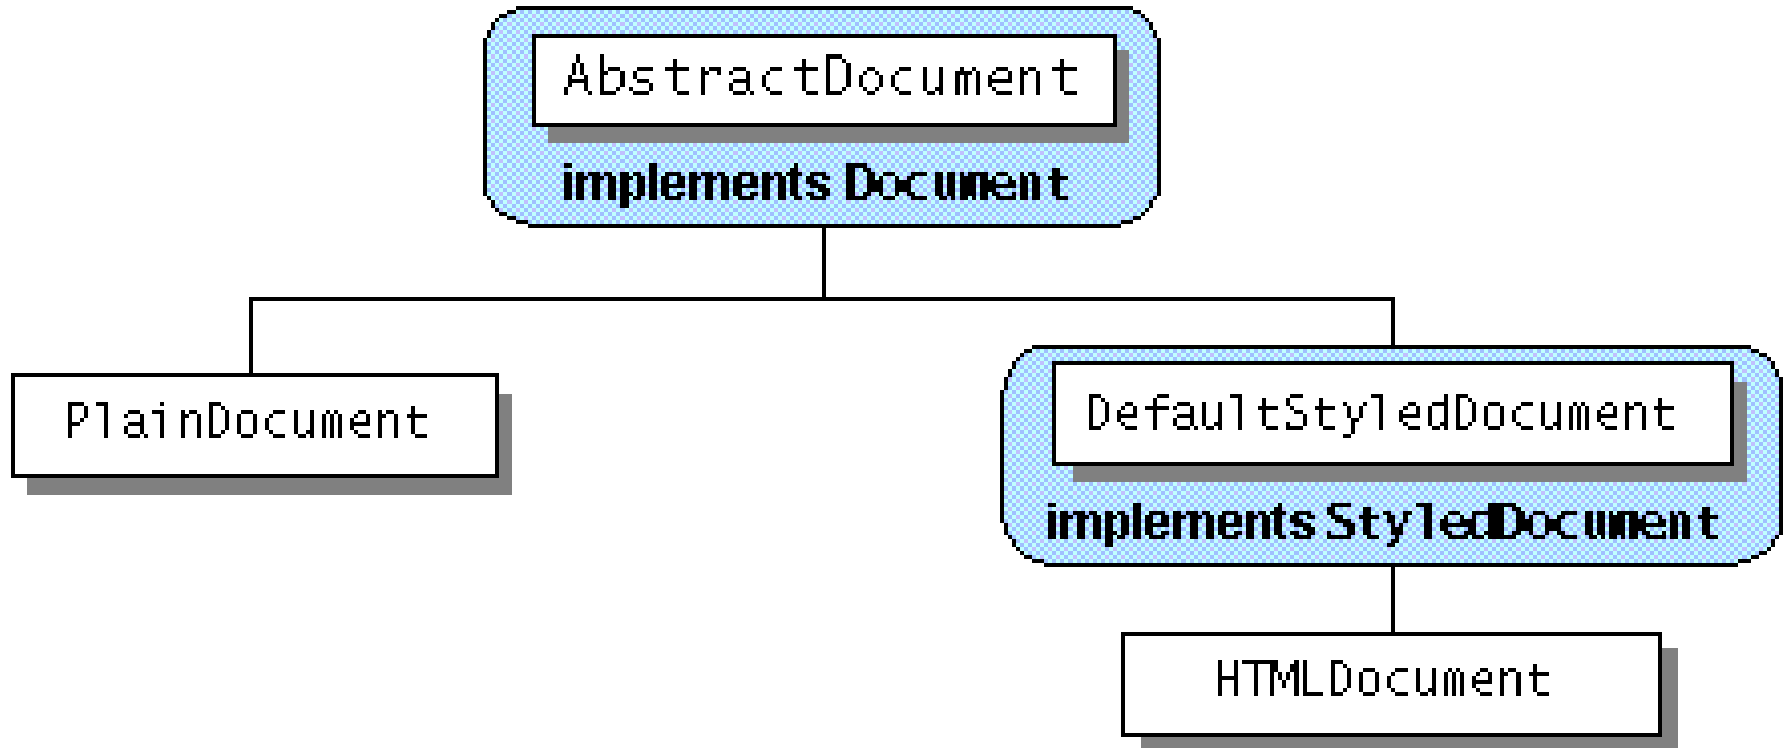 AbstractDocument
implements Document
PlainDocument
DefaultStyledDocument
implements StyledDocument
HTMLDocument